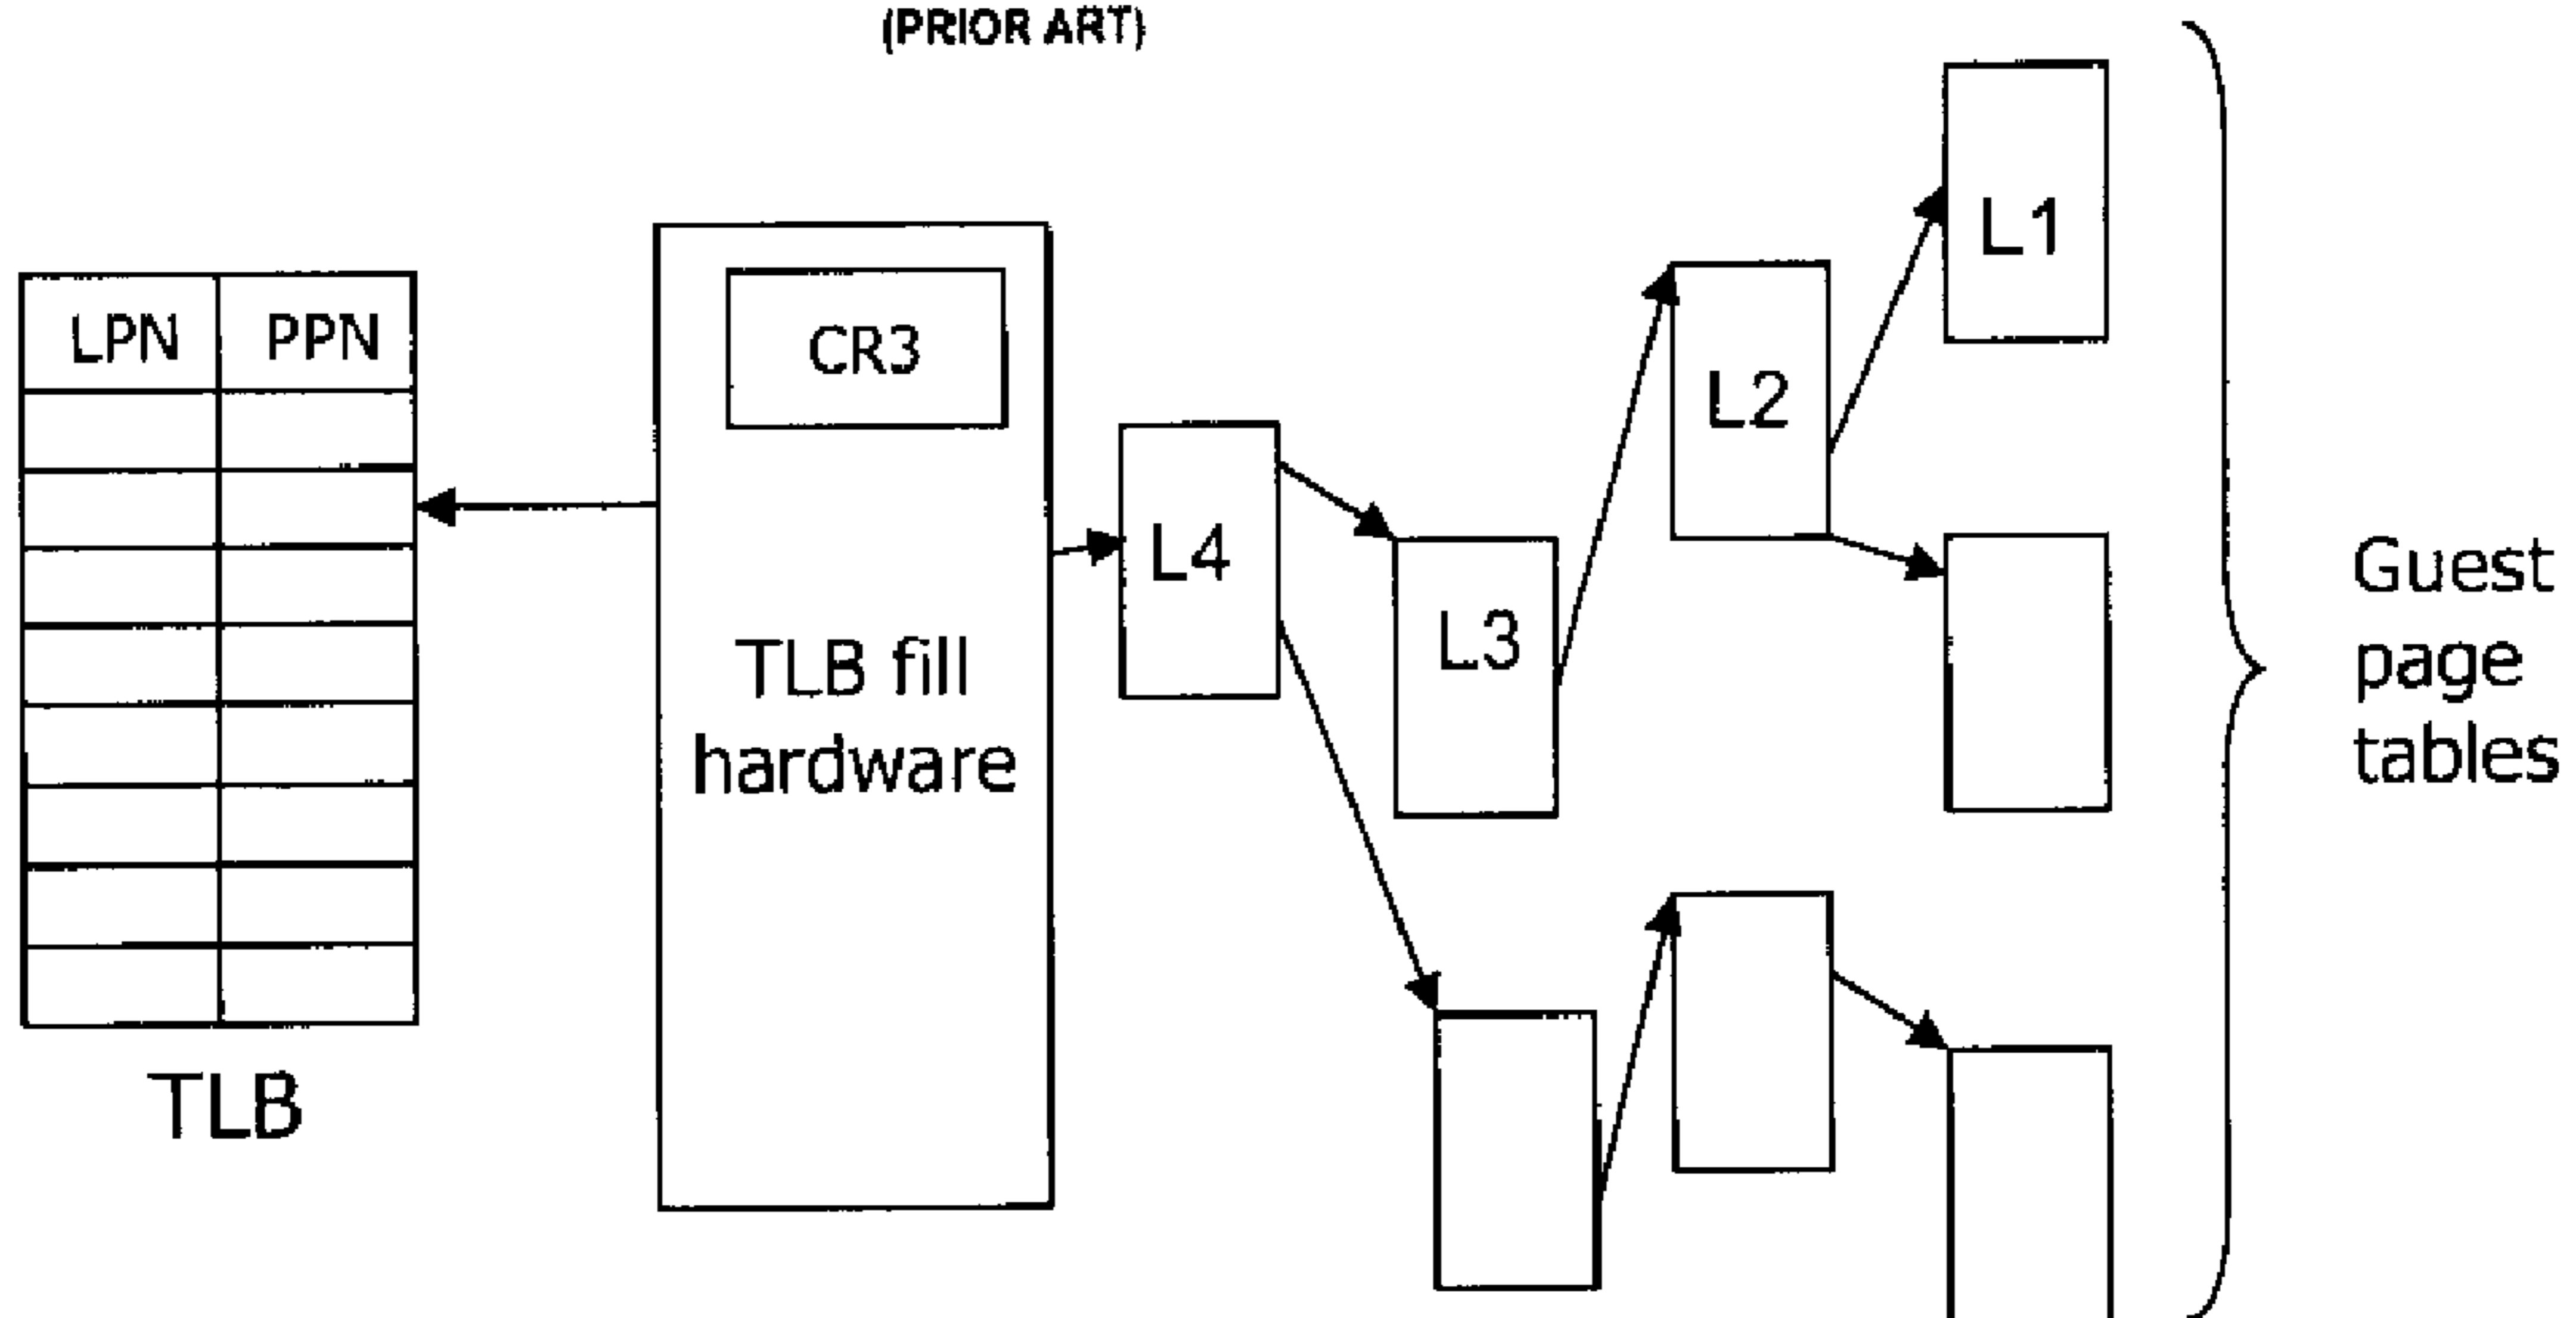 (PRIOR ART)
LPN PPN
TLB
CR3
TLB fill
hardware
L4
L3
L2
L1
Guest
page
tables